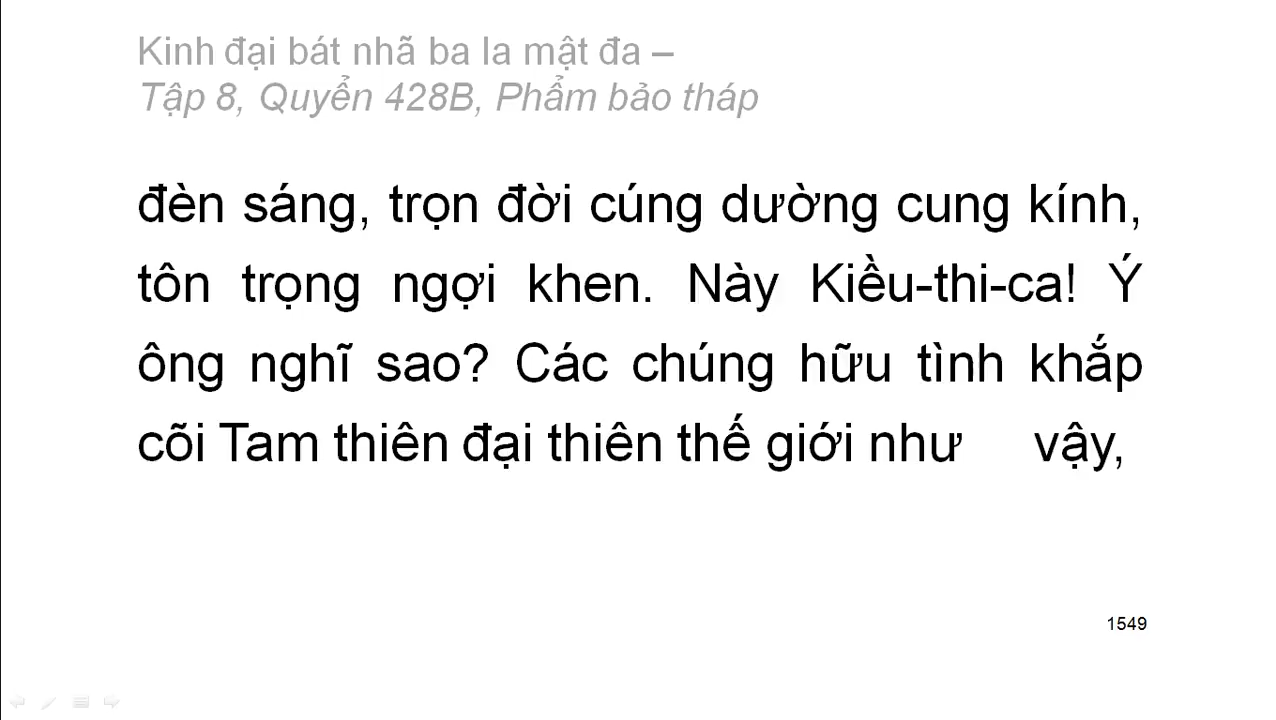 Kinh đại bát nhã ba la mật đa –
Tập 8, Quyển 428B, Phẩm bảo tháp
đèn sáng, trọn đời cúng dường cung kính,
tôn trọng ngợi khen. Này Kiều-thi-ca! Ý
ông nghĩ sao? Các chúng hữu tình khắp
cõi Tam thiên đại thiên thế giới như vậy,
1549